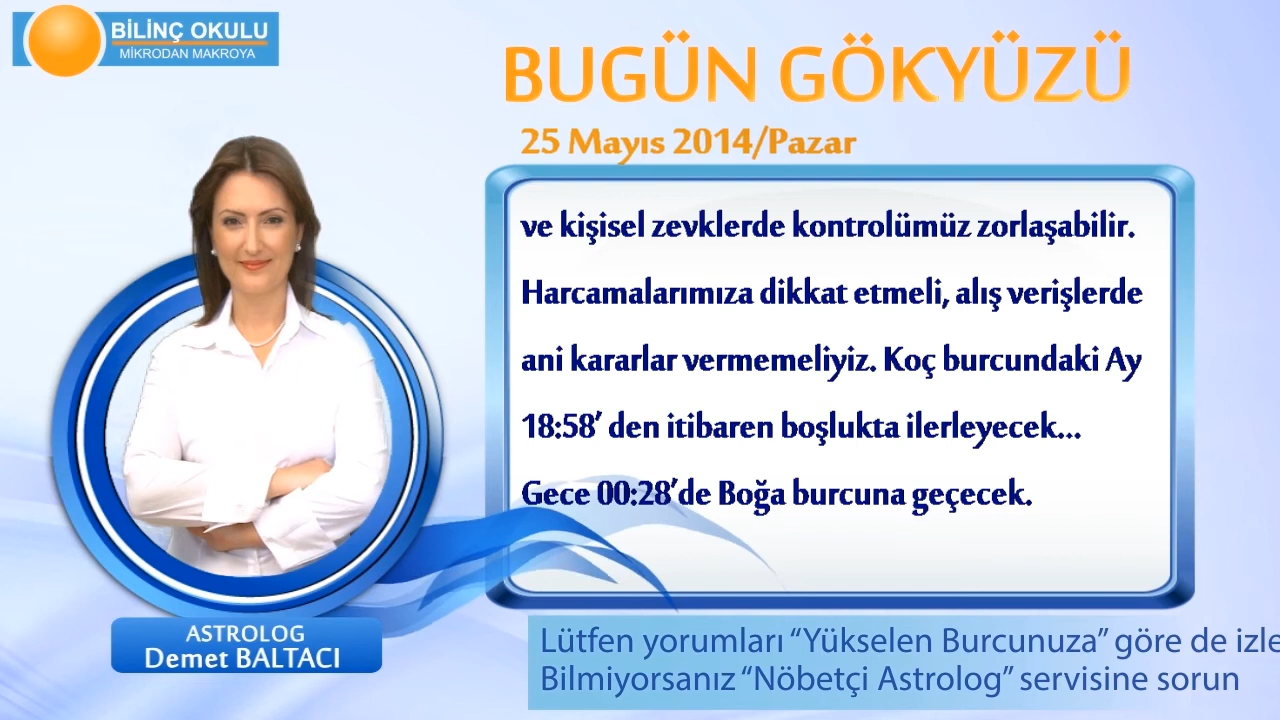 BİLİNÇ OKULU
MİKRODAN MAKROYA
BUGÜN GÖKYÜZÜ
25 Mayıs 2014/Pazar
ve kişisel zevklerde kontrolümüz zorlaşabilir.
Harcamalarımıza dikkat etmeli, alış verişlerde
ani kararlar vermemeliyiz. Koç burcundaki Ay
18:58’ den itibaren boşlukta ilerleyecek...
Gece 00:28’de Boğa burcuna geçecek.
ASTROLOG
Demet BALTACI
Lütfen yorumları “Yükselen Burcunuza” göre de izle
Bilmiyorsanız “Nöbetçi Astrolog” servisine sorun